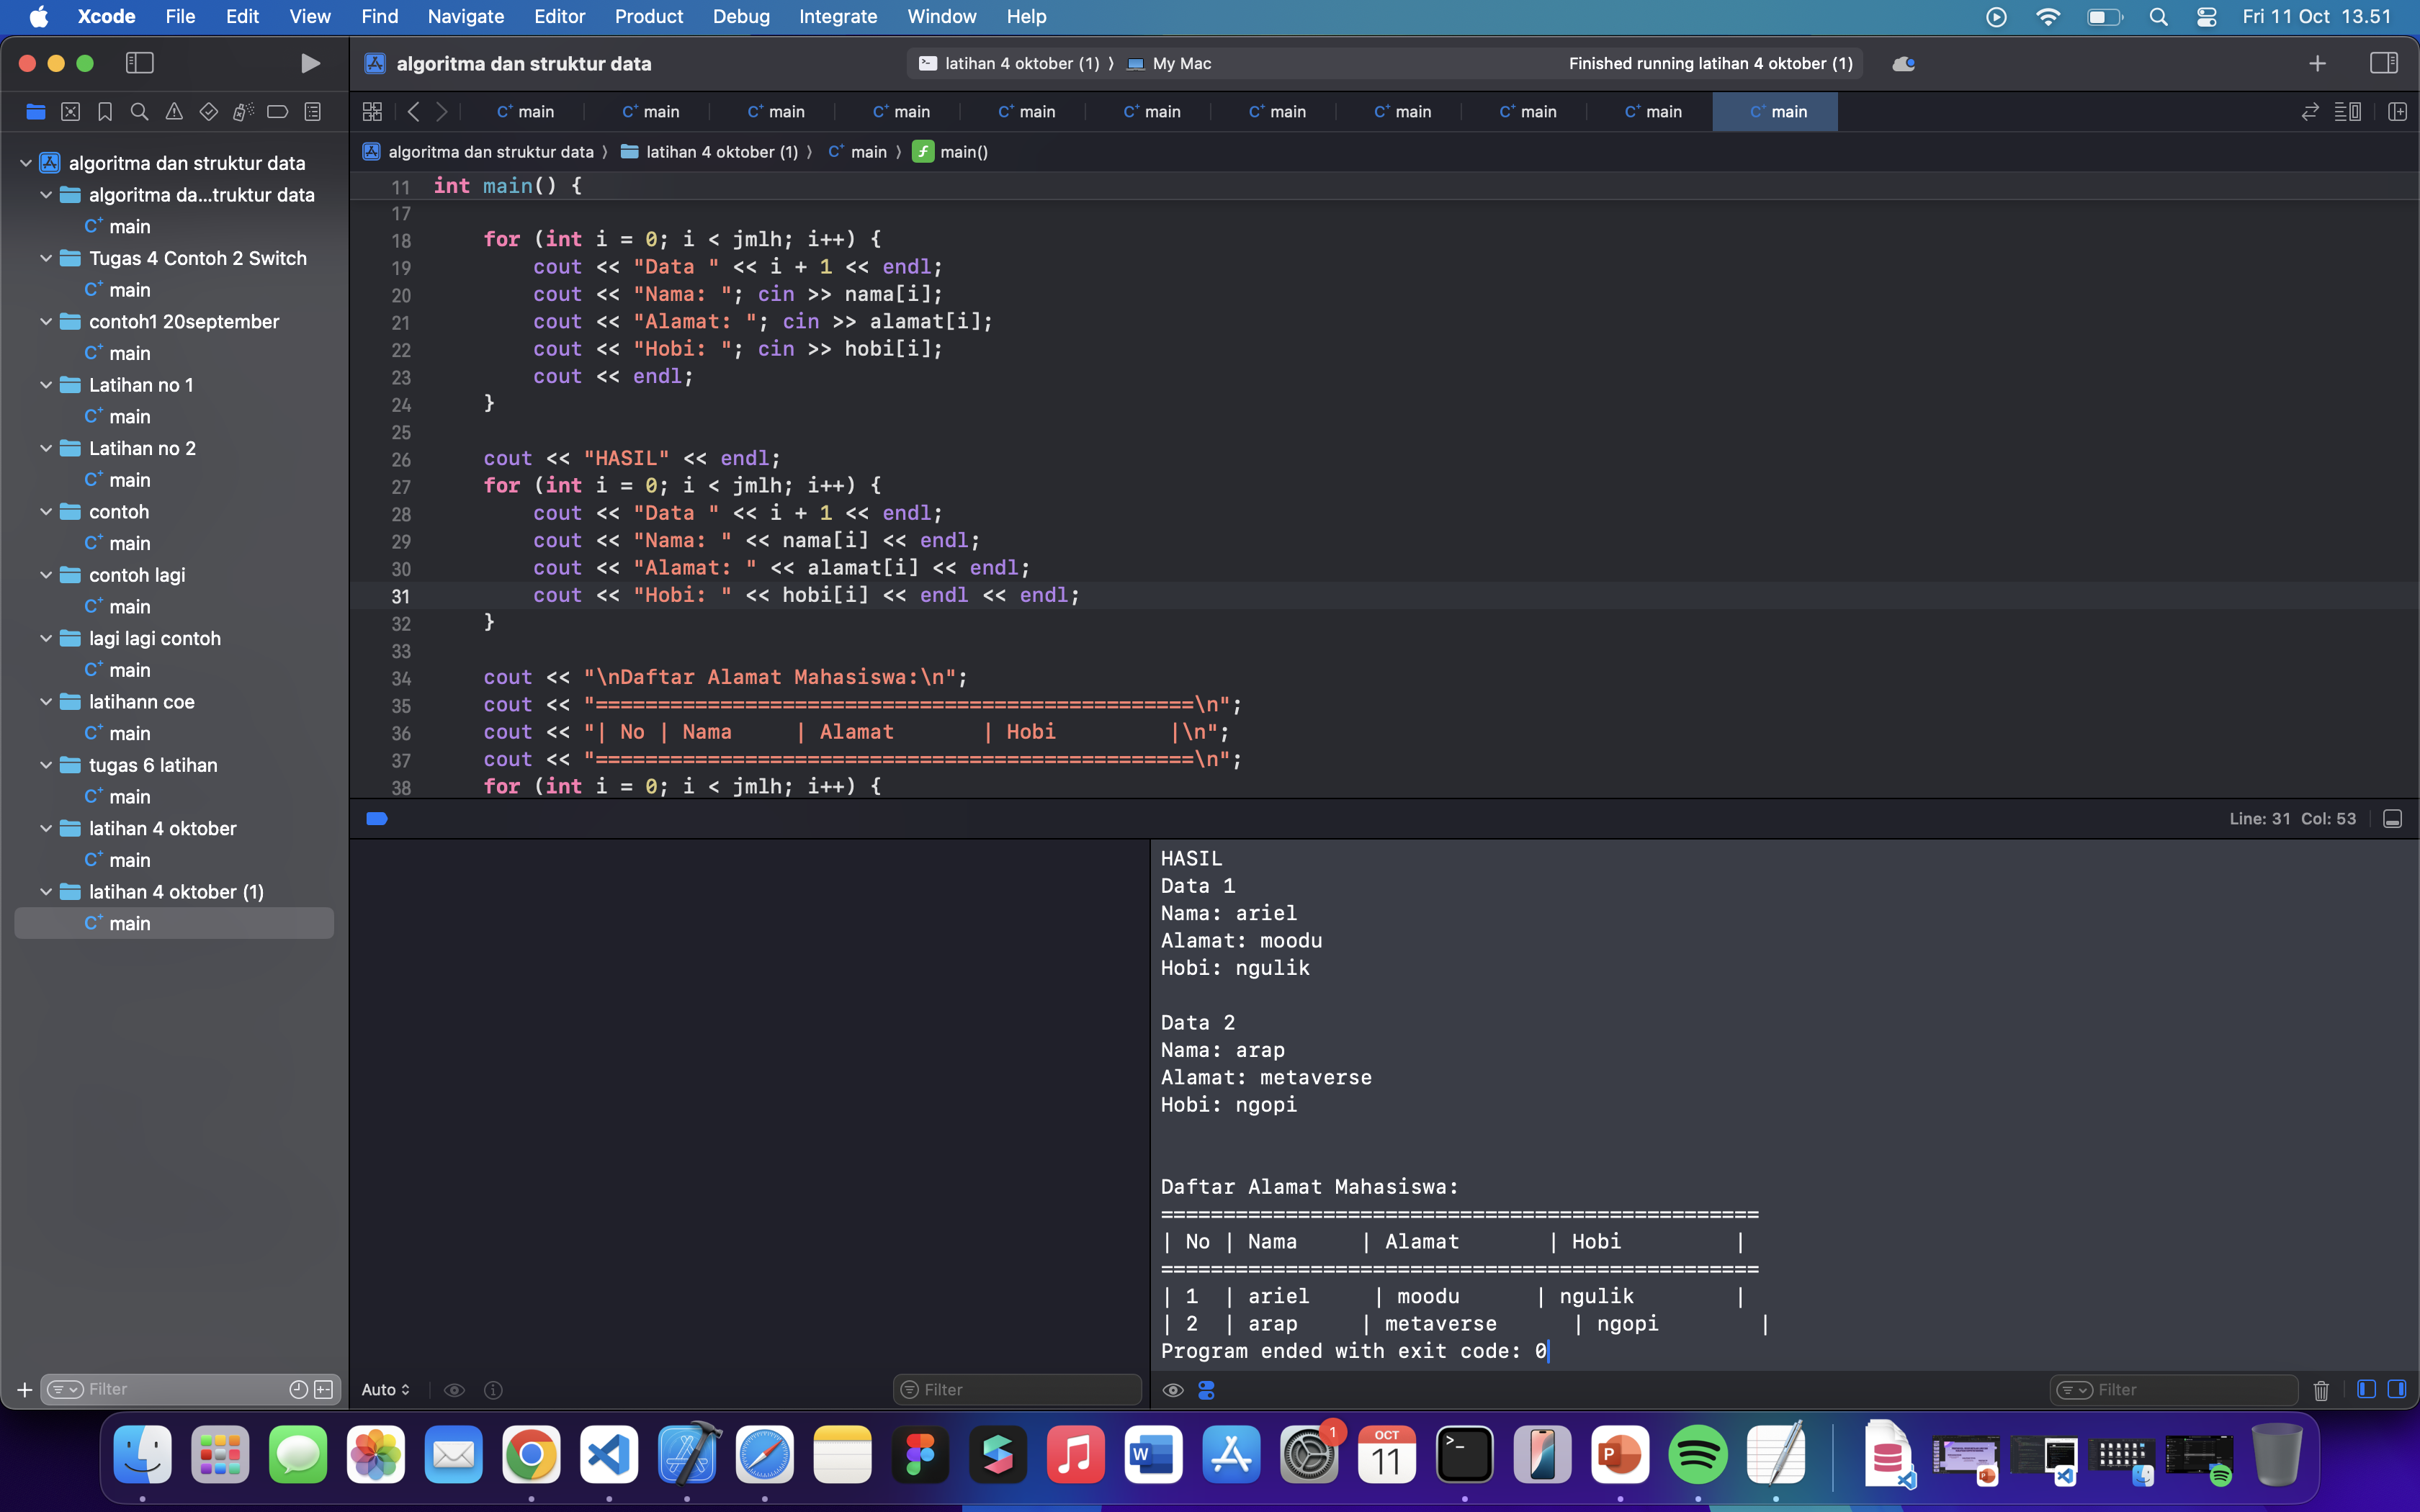 Xcode File Edit View Find Navigate Editor Product Debug Integrate Window Help Fri 11 Oct 13.51
algoritma dan struktur data latihan 4 oktober (1) ⟩ My Mac Finished running latihan 4 oktober (1)
main main main main main main main main main main main
algoritma dan struktur data ⟩ latihan 4 oktober (1) ⟩ main ⟩ main()
algoritma dan struktur data
algoritma da...truktur data
main
Tugas 4 Contoh 2 Switch
main
contoh1 20september
main
Latihan no 1
main
Latihan no 2
main
contoh
main
contoh lagi
main
lagi lagi contoh
main
latihann coe
main
tugas 6 latihan
main
latihan 4 oktober
main
latihan 4 oktober (1)
main
Filter
11 int main() {
17
18     for (int i = 0; i < jmlh; i++) {
19         cout << "Data " << i + 1 << endl;
20         cout << "Nama: "; cin >> nama[i];
21         cout << "Alamat: "; cin >> alamat[i];
22         cout << "Hobi: "; cin >> hobi[i];
23         cout << endl;
24     }
25
26     cout << "HASIL" << endl;
27     for (int i = 0; i < jmlh; i++) {
28         cout << "Data " << i + 1 << endl;
29         cout << "Nama: " << nama[i] << endl;
30         cout << "Alamat: " << alamat[i] << endl;
31         cout << "Hobi: " << hobi[i] << endl << endl;
32     }
33
34     cout << "\nDaftar Alamat Mahasiswa:\n";
35     cout << "================================================\n";
36     cout << "| No | Nama     | Alamat       | Hobi         |\n";
37     cout << "================================================\n";
38     for (int i = 0; i < jmlh; i++) {
Line: 31 Col: 53
Auto Filter
HASIL
Data 1
Nama: ariel
Alamat: moodu
Hobi: ngulik
Data 2
Nama: arap
Alamat: metaverse
Hobi: ngopi
Daftar Alamat Mahasiswa:
================================================
| No | Nama     | Alamat       | Hobi         |
================================================
| 1  | ariel     | moodu      | ngulik        |
| 2  | arap     | metaverse      | ngopi        |
Program ended with exit code: 0
Filter
W 1 OCT 11 >_ P